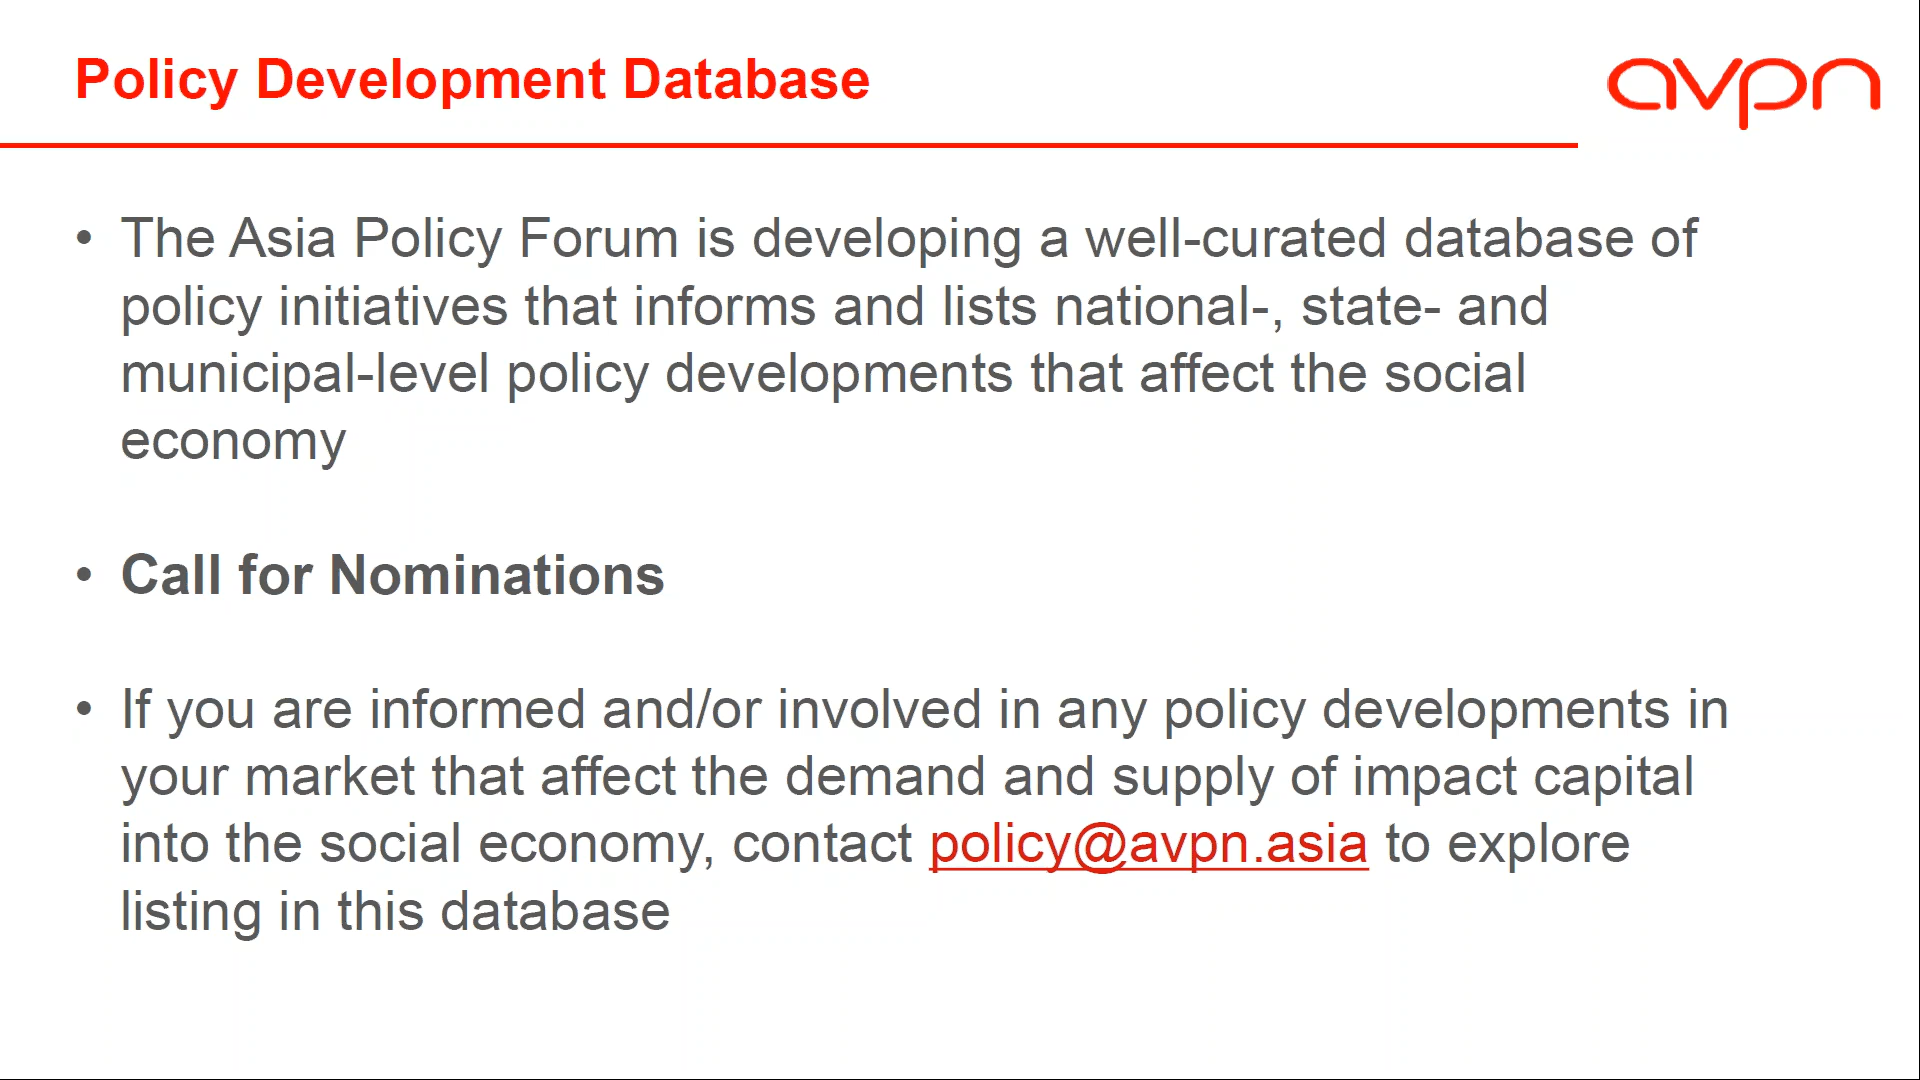 Policy Development Database
avpn
• The Asia Policy Forum is developing a well-curated database of
policy initiatives that informs and lists national-, state- and
municipal-level policy developments that affect the social
economy
• Call for Nominations
• If you are informed and/or involved in any policy developments in
your market that affect the demand and supply of impact capital
into the social economy, contact policy@avpn.asia to explore
listing in this database